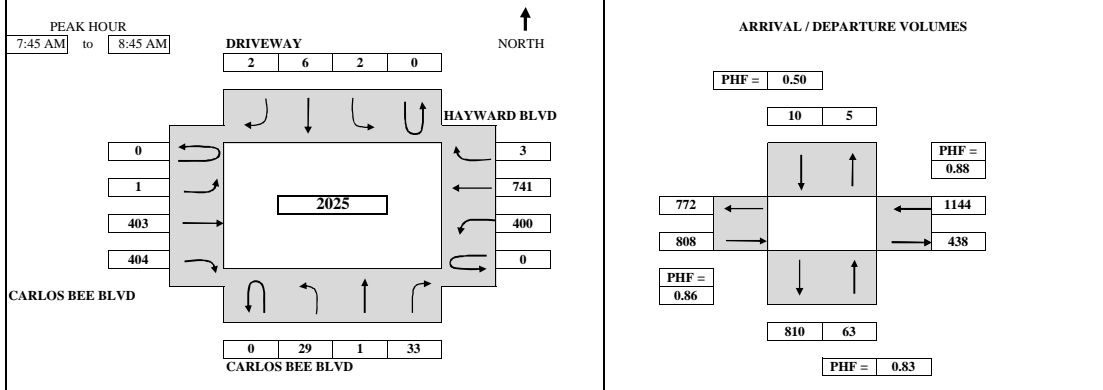 PEAK HOUR
7:45 AM to 8:45 AM
NORTH
DRIVEWAY
2 6 2 0
HAYWARD BLVD
0 3
1 741
2025
403 400
404 0
CARLOS BEE BLVD
0 29 1 33
CARLOS BEE BLVD
ARRIVAL / DEPARTURE VOLUMES
PHF = 0.50
10 5
PHF =
0.88
772 1144
808 438
PHF =
0.86
810 63
PHF = 0.83